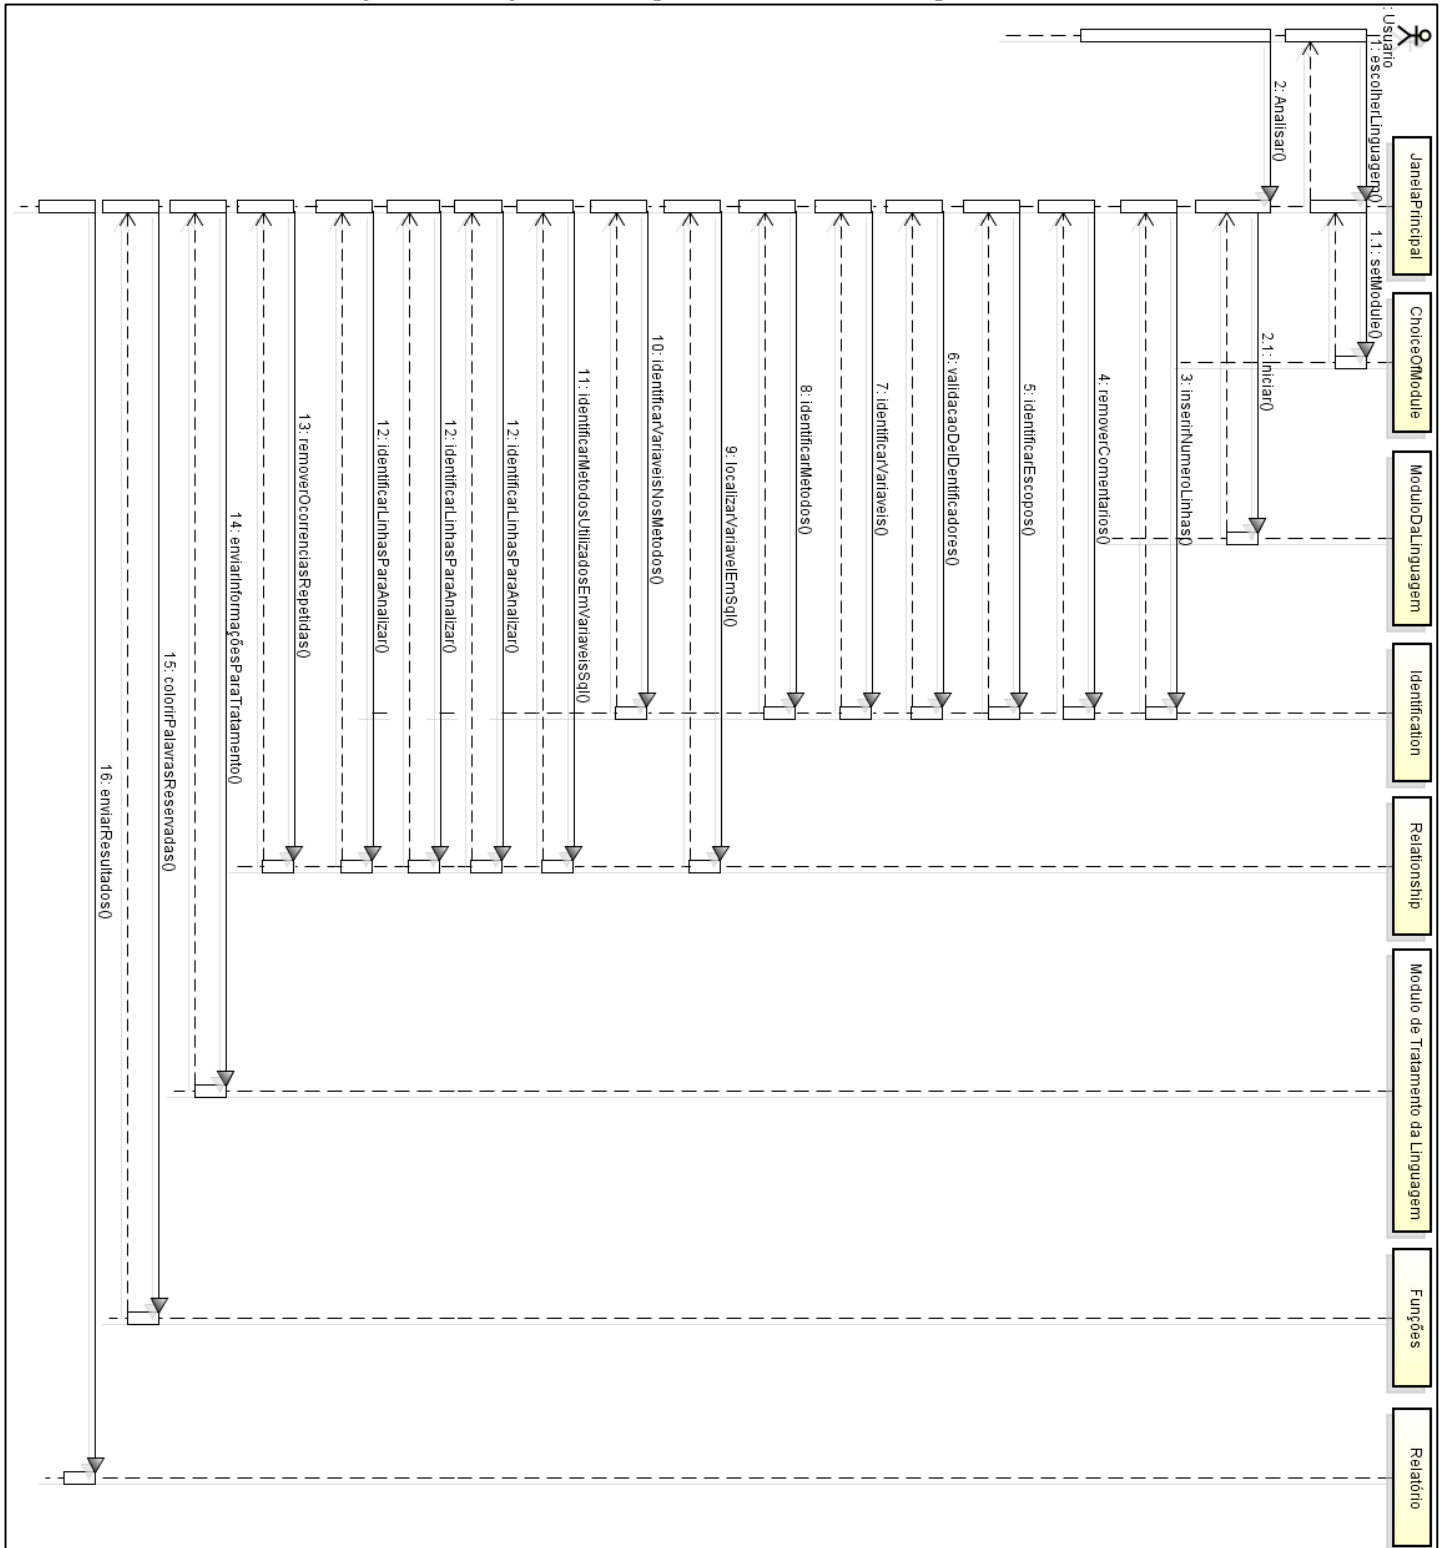 : Usuario
JanelaPrincipal
ChoiceOfModule
ModuloDaLinguagem
Identification
Relationship
Modulo de Tratamento da Linguagem
Funções
Relatório
1: escolherLinguagem()
1.1: setModule()
2: Analisar()
2.1: Iniciar()
3: inserirNumeroLinhas()
4: removerComentarios()
5: identificarEscopos()
6: validacaoDeIDentificadores()
7: identificarVariaveis()
8: identificarMetodos()
9: localizarVariavelEmSql()
10: identificarVariaveisNosMetodos()
11: identificarMetodosUtilizadosEmVariaveisSql()
12: identificarLinhasParaAnalizar()
12: identificarLinhasParaAnalizar()
12: identificarLinhasParaAnalizar()
13: removerOcorrenciasRepetidas()
14: enviarInformaçõesParaTratamento()
15: colorirPalavrasReservadas()
16: enviarResultados()